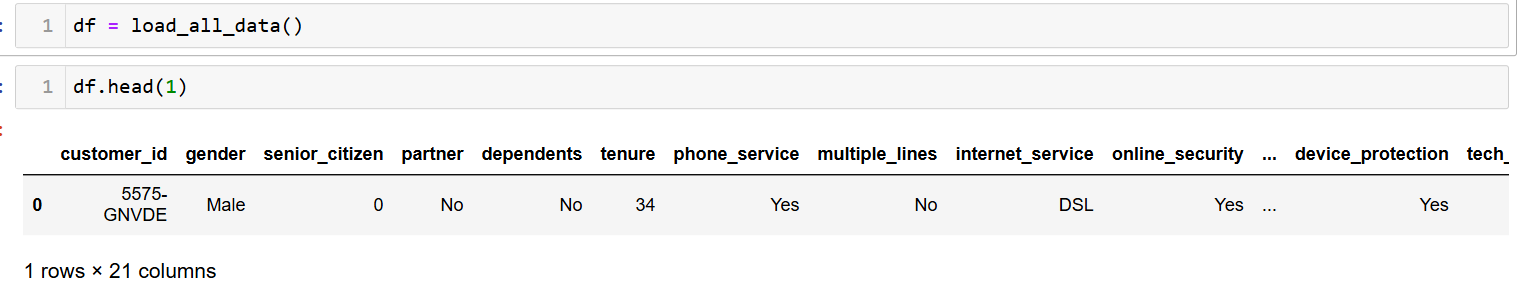 : 1 df = load_all_data()
: 1 df.head(1)
:
customer_id gender senior_citizen partner dependents tenure phone_service multiple_lines internet_service online_security ... device_protection tech_
0 5575-GNVDE Male 0 No No 34 Yes No DSL Yes ... Yes
1 rows × 21 columns